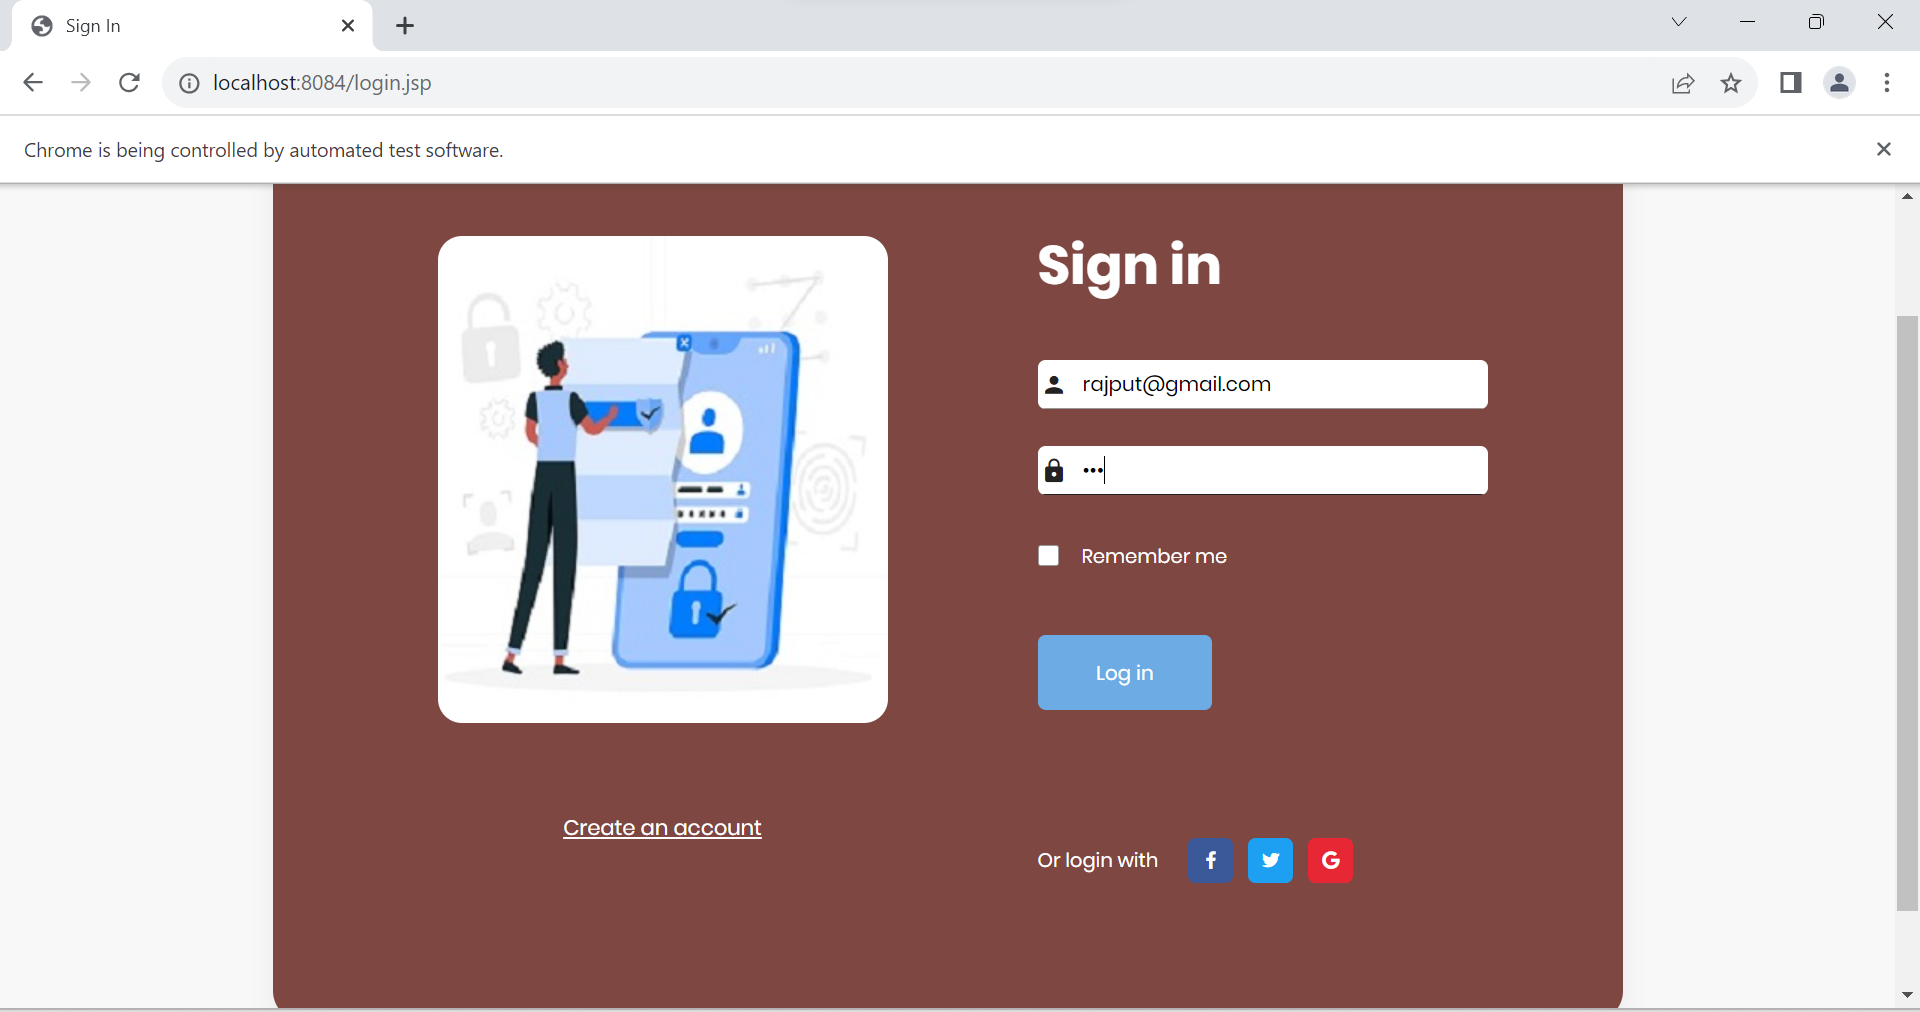 Sign In
localhost:8084/login.jsp
Chrome is being controlled by automated test software.
Sign in
rajput@gmail.com
•••
Remember me
Log in
Create an account
Or login with